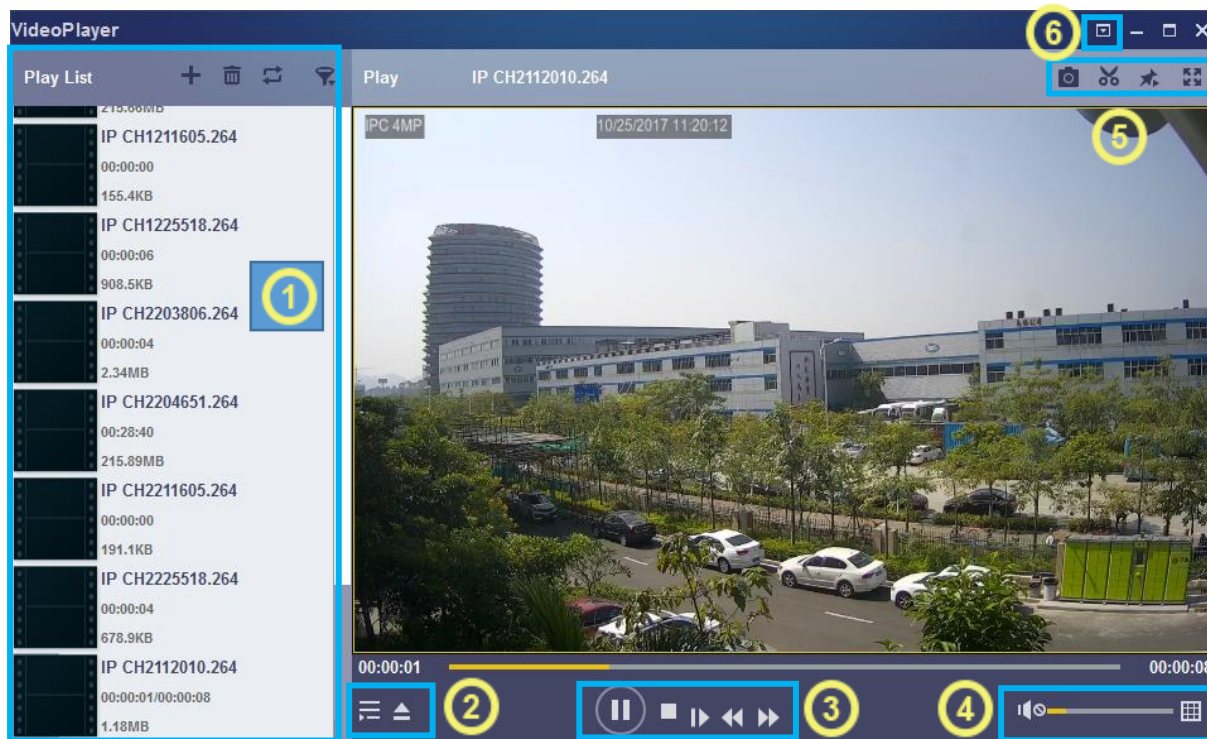 VideoPlayer
6
Play List
Play
IP CH2112010.264
IPC 4MP
10/25/2017 11:20:12
5
IP CH1211605.264
00:00:00
155.4KB
IP CH1225518.264
00:00:06
908.5KB
1
IP CH2203806.264
00:00:04
2.34MB
IP CH2204651.264
00:28:40
215.89MB
IP CH2211605.264
00:00:00
191.1KB
IP CH2225518.264
00:00:04
678.9KB
IP CH2112010.264
00:00:01/00:00:08
1.18MB
00:00:01
00:00:08
2
3
4